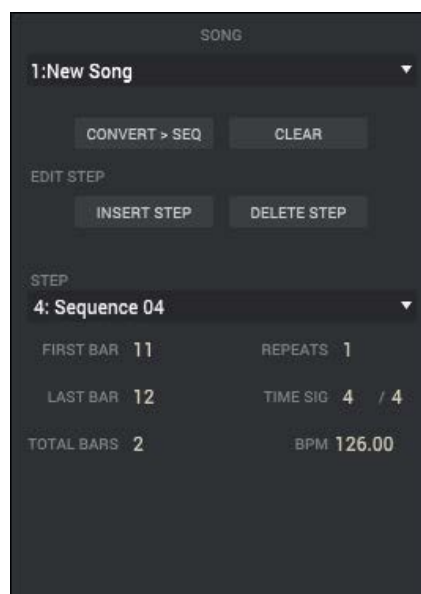 SONG
1:New Song
CONVERT > SEQ CLEAR
EDIT STEP
INSERT STEP DELETE STEP
STEP
4: Sequence 04
FIRST BAR 11 REPEATS 1
LAST BAR 12 TIME SIG 4 / 4
TOTAL BARS 2 BPM 126.00